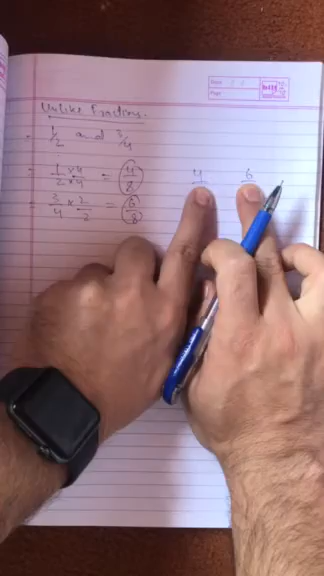 Unlike Fractions.
= 1/2 and 3/4
= 1/2 × 4/4 = 4/8 4 6
= 3/4 × 2/2 = 6/8